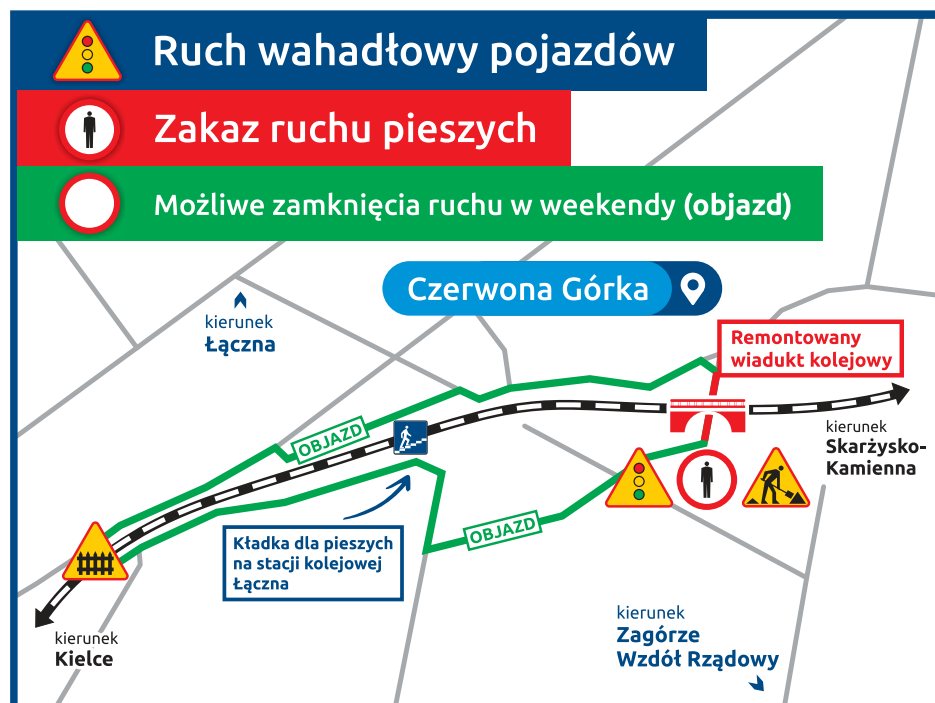 Ruch wahadłowy pojazdów
Zakaz ruchu pieszych
Możliwe zamknięcia ruchu w weekendy (objazd)
Czerwona Górka
kierunek
Łączna
Remontowany
wiadukt kolejowy
kierunek
Skarżysko-
Kamienna
OBJAZD
OBJAZD
Kładka dla pieszych
na stacji kolejowej
Łączna
kierunek
Kielce
kierunek
Zagórze
Wzdół Rządowy